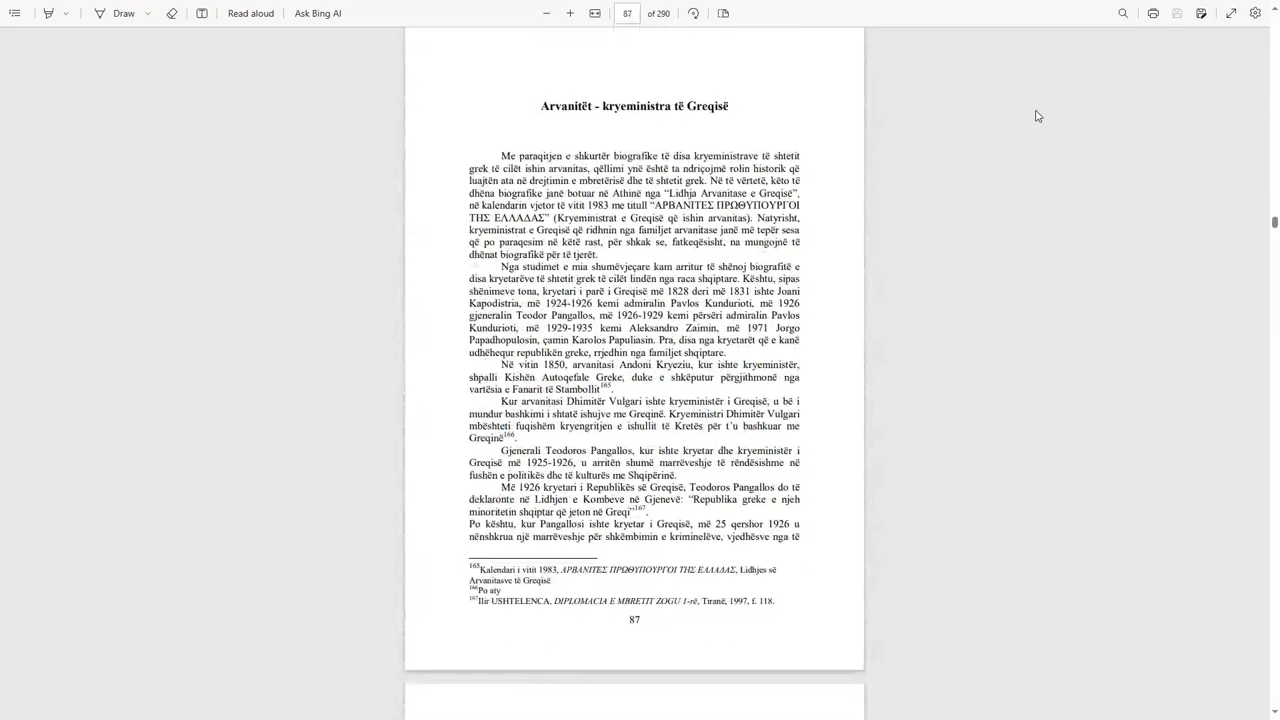 Draw
Read aloud
Ask Bing AI
87 of 290
Arvanitët - kryeministra të Greqisë
Me paraqitjen e shkurtër biografike të disa kryeministrave të shtetit
grek të cilët ishin arvanitas, qëllimi ynë është ta ndriçojmë rolin historik që
luajtën ata në drejtimin e mbretërisë dhe të shtetit grek. Në të vërtetë, këto të
dhëna biografike janë botuar në Athinë nga “Lidhja Arvanitase e Greqisë”,
në kalendarin vjetor të vitit 1983 me titull “ΑΡΒΑΝΙΤΕΣ ΠΡΩΘΥΠΟΥΡΓΟΙ
ΤΗΣ ΕΛΛΑΔΑΣ” (Kryeministrat e Greqisë që ishin arvanitas). Natyrisht,
kryeministrat e Greqisë që ridhnin nga familjet arvanitase janë më tepër sesa
që po paraqesim në këtë rast, për shkak se, fatkeqësisht, na mungojnë të
dhënat biografikë për të tjerët.
Nga studimet e mia shumëvjeçare kam arritur të shënoj biografitë e
disa kryetarëve të shtetit grek të cilët lindën nga raca shqiptare. Kështu, sipas
shënimeve tona, kryetari i parë i Greqisë më 1828 deri më 1831 ishte Joani
Kapodistria, më 1924-1926 kemi admiralin Pavlos Kundurioti, më 1926
gjeneralin Teodor Pangallos, më 1926-1929 kemi përsëri admiralin Pavlos
Kundurioti, më 1929-1935 kemi Aleksandro Zaimin, më 1971 Jorgo
Papadhopulosin, çamin Karolos Papuliasin. Pra, disa nga kryetarët që e kanë
udhëhequr republikën greke, rrjedhin nga familjet shqiptare.
Në vitin 1850, arvanitasi Andoni Kryeziu, kur ishte kryeministër,
shpalli Kishën Autoqefale Greke, duke e shkëputur përgjithmonë nga
vartësia e Fanarit të Stambollit165.
Kur arvanitasi Dhimitër Vulgari ishte kryeministër i Greqisë, u bë i
mundur bashkimi i shtatë ishujve me Greqinë. Kryeministri Dhimitër Vulgari
mbështeti fuqishëm kryengritjen e ishullit të Kretës për t’u bashkuar me
Greqinë166.
Gjenerali Teodoros Pangallos, kur ishte kryetar dhe kryeministër i
Greqisë më 1925-1926, u arritën shumë marrëveshje të rëndësishme në
fushën e politikës dhe të kulturës me Shqipërinë.
Më 1926 kryetari i Republikës së Greqisë, Teodoros Pangallos do të
deklaronte në Lidhjen e Kombeve në Gjenevë: “Republika greke e njeh
minoritetin shqiptar që jeton në Greqi”167.
Po kështu, kur Pangallosi ishte kryetar i Greqisë, më 25 qershor 1926 u
nënshkrua një marrëveshje për shkëmbimin e kriminelëve, vjedhësve nga të
165Kalendari i vitit 1983, ΑΡΒΑΝΙΤΕΣ ΠΡΩΘΥΠΟΥΡΓΟΙ ΤΗΣ ΕΛΛΑΔΑΣ, Lidhjes së
Arvanitasve të Greqisë
166Po aty
167Ilir USHTELENCA, DIPLOMACIA E MBRETIT ZOGU 1-rë, Tiranë, 1997, f. 118.
87